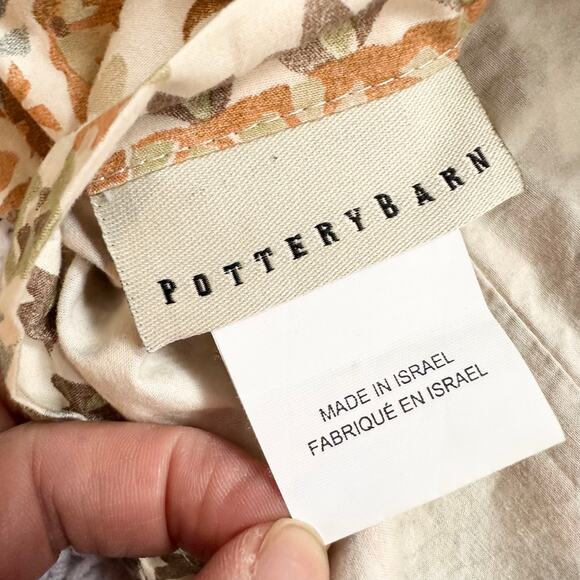 POTTERYBARN
MADE IN ISRAEL
FABRIQUÉ EN ISRAEL